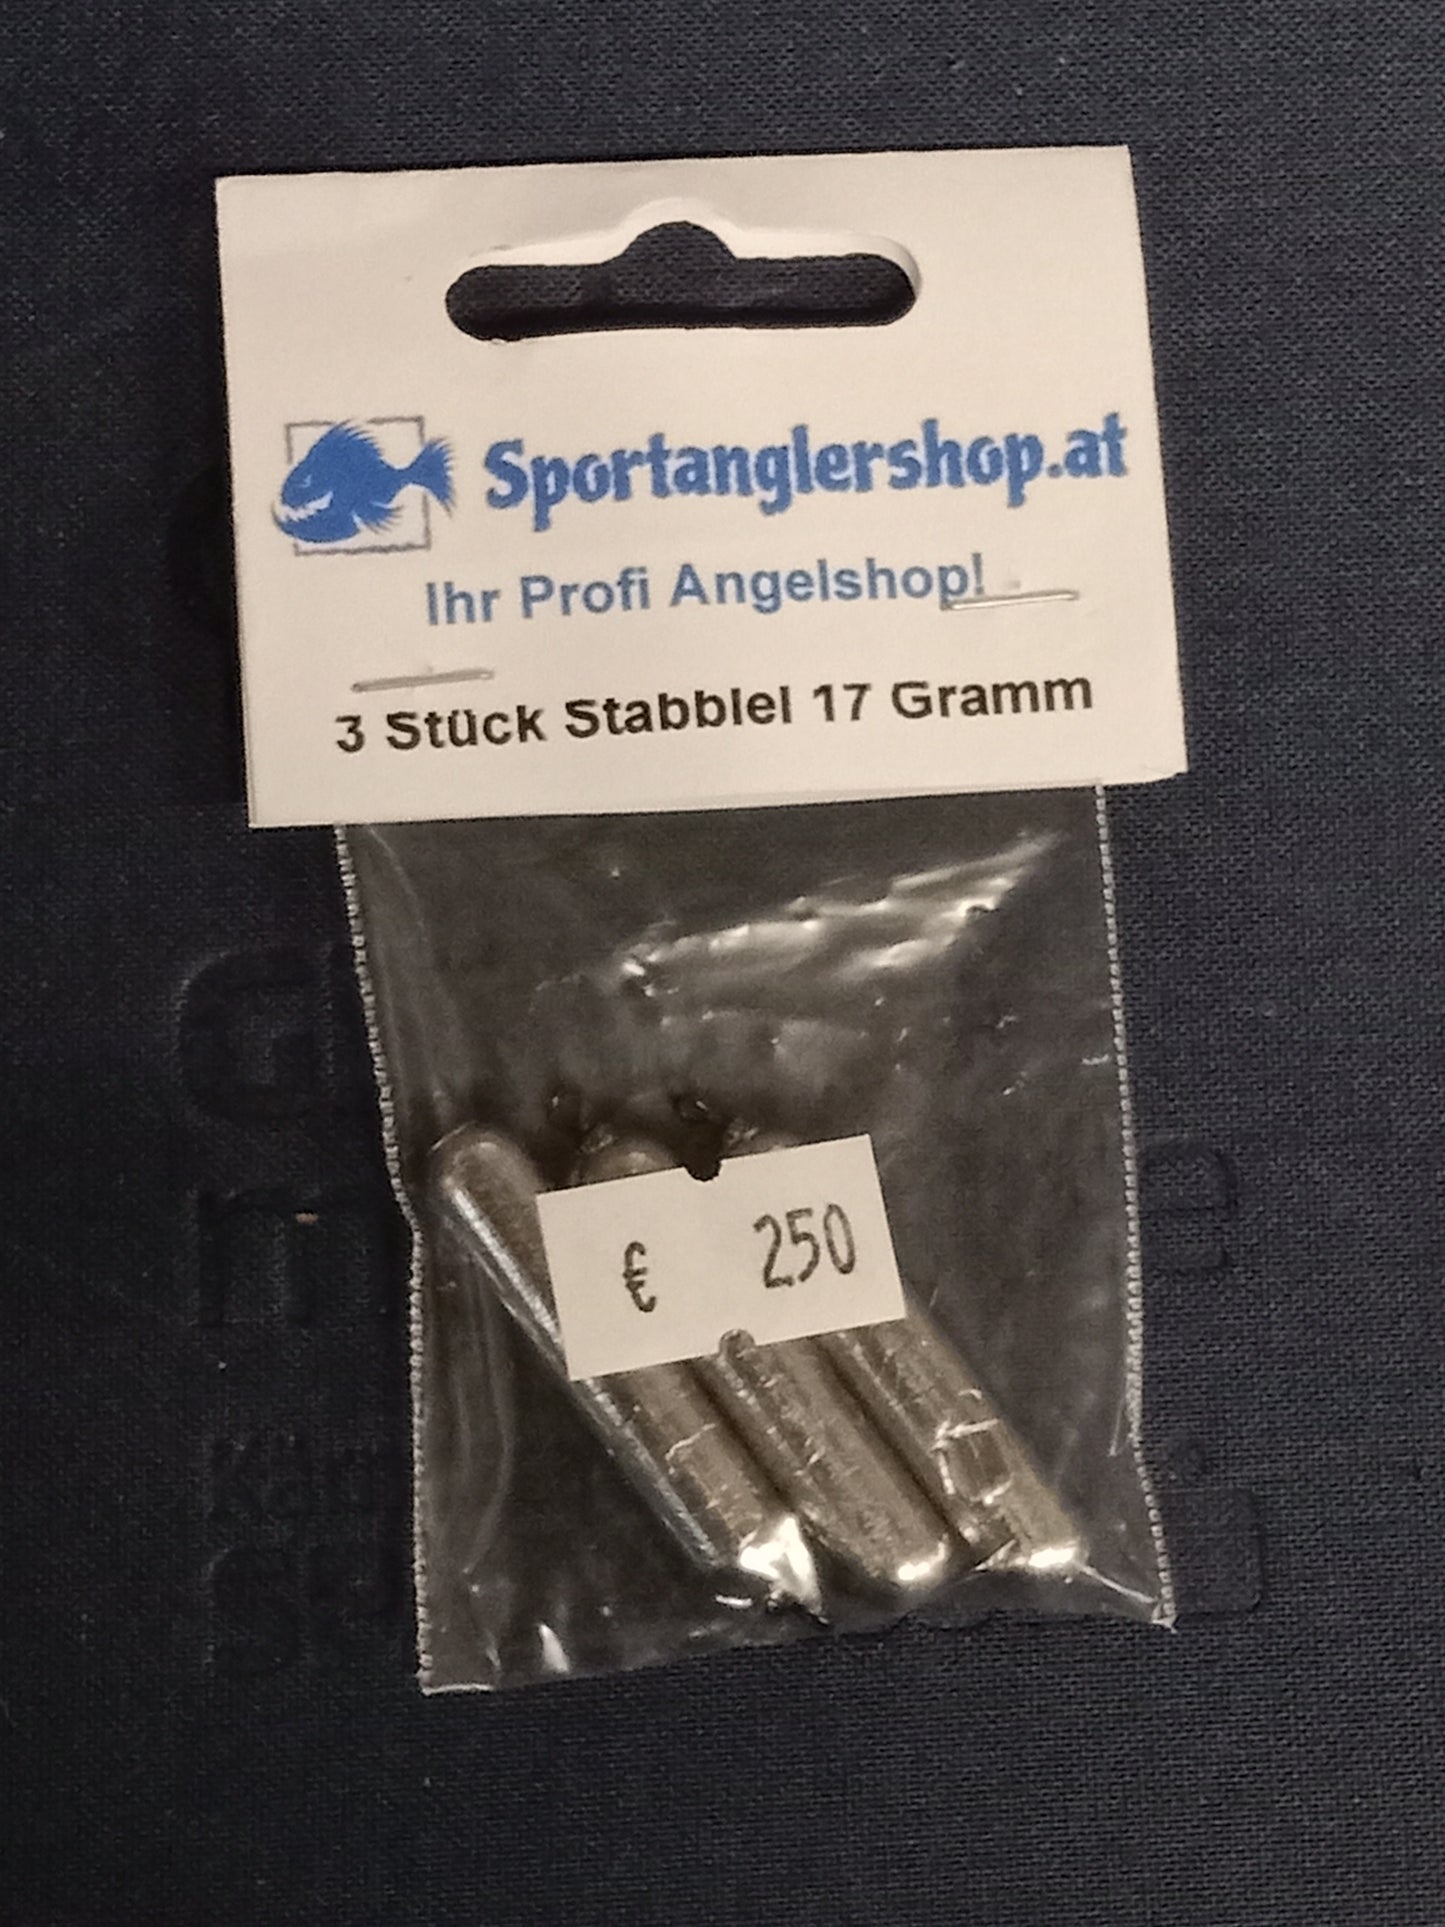 Sportanglershop.at
Ihr Profi Angelshop!
3 Stück Stabblei 17 Gramm
€ 250